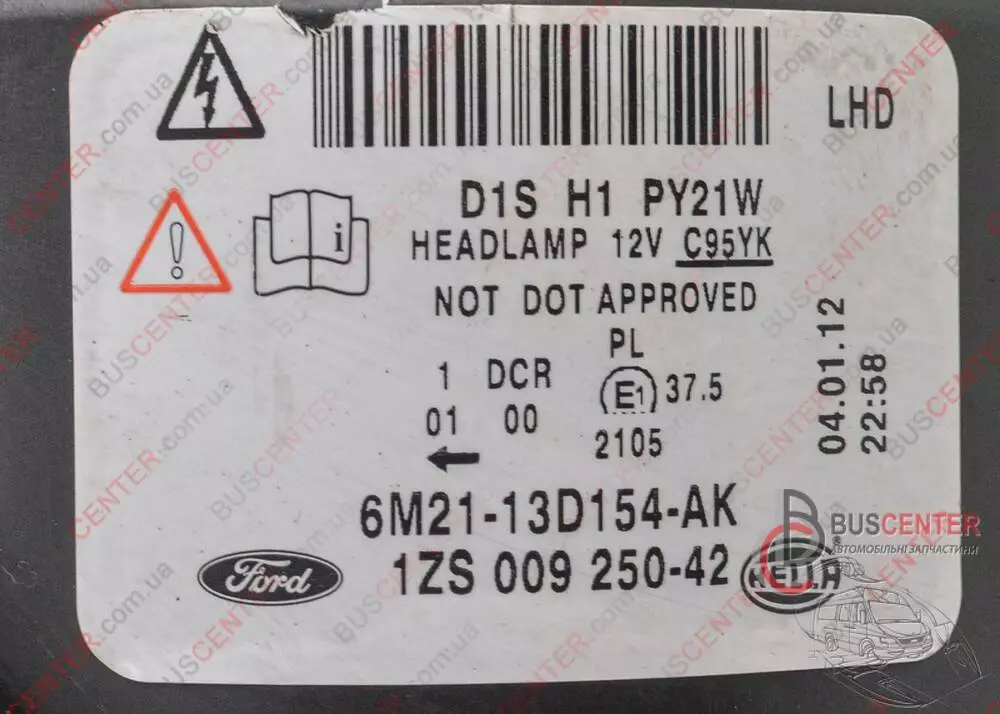 LHD
D1S H1 PY21W
HEADLAMP 12V C95YK
NOT DOT APPROVED
PL
1 DCR E1 37.5
01 00
2105
04.01.12
22:58
6M21-13D154-AK
Ford 1ZS 009 250-42 HELLA
BUSCENTER
АВТОМОБІЛЬНІ ЗАПЧАСТИНИ
BUSCENTER.com.ua